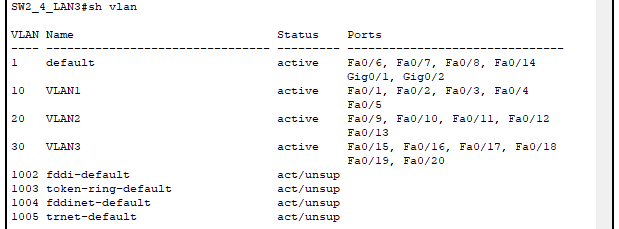 SW2_4_LAN3#sh vlan
VLAN Name                             Status    Ports
---- -------------------------------- --------- -------------------------------
1    default                          active    Fa0/6, Fa0/7, Fa0/8, Fa0/14
                                                Gig0/1, Gig0/2
10   VLAN1                            active    Fa0/1, Fa0/2, Fa0/3, Fa0/4
                                                Fa0/5
20   VLAN2                            active    Fa0/9, Fa0/10, Fa0/11, Fa0/12
                                                Fa0/13
30   VLAN3                            active    Fa0/15, Fa0/16, Fa0/17, Fa0/18
                                                Fa0/19, Fa0/20
1002 fddi-default                     act/unsup
1003 token-ring-default               act/unsup
1004 fddinet-default                  act/unsup
1005 trnet-default                    act/unsup